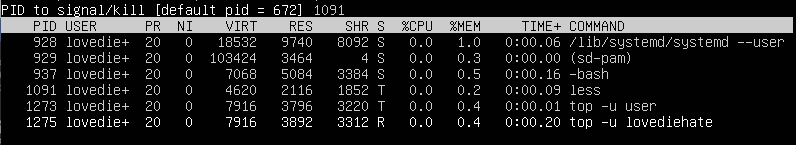 PID to signal/kill [default pid = 672] 1091
PID USER PR NI VIRT RES SHR S %CPU %MEM TIME+ COMMAND
928 lovedie+ 20 0 18532 9740 8092 S 0.0 1.0 0:00.06 /lib/systemd/systemd --user
929 lovedie+ 20 0 103424 3464 4 S 0.0 0.3 0:00.00 (sd-pam)
937 lovedie+ 20 0 7068 5084 3384 S 0.0 0.5 0:00.16 -bash
1091 lovedie+ 20 0 4620 2116 1852 T 0.0 0.2 0:00.09 less
1273 lovedie+ 20 0 7916 3796 3220 T 0.0 0.4 0:00.01 top -u user
1275 lovedie+ 20 0 7916 3892 3312 R 0.0 0.4 0:00.20 top -u lovediehate